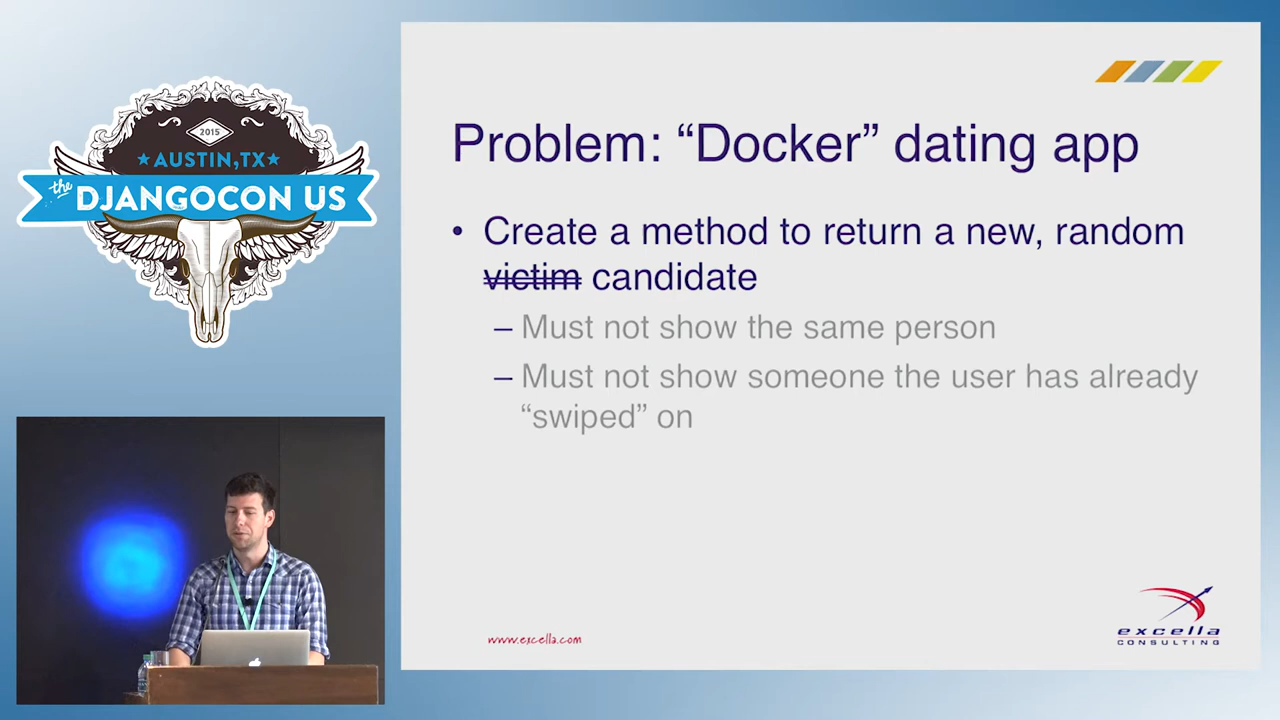 2015
AUSTIN, TX
the DJANGOCON US
Problem: “Docker” dating app
• Create a method to return a new, random
victim candidate
– Must not show the same person
– Must not show someone the user has already
“swiped” on
www.excella.com
excella
CONSULTING